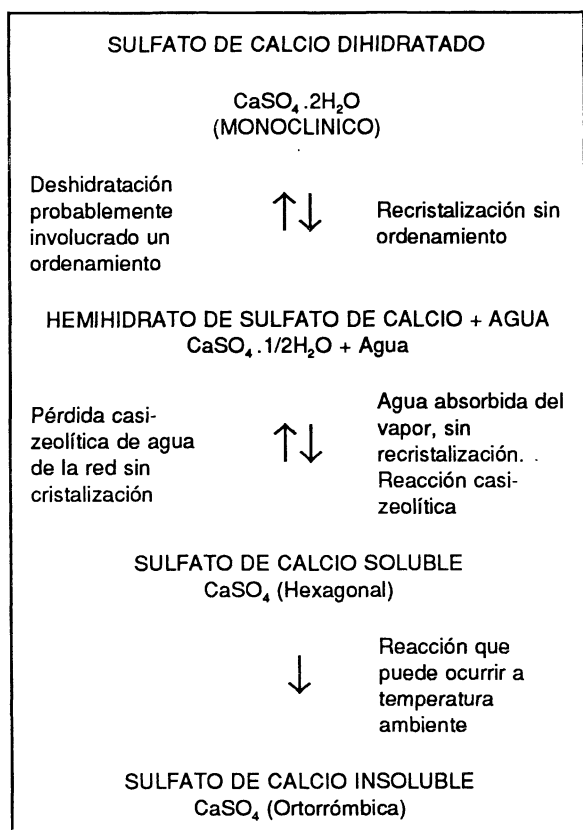 SULFATO DE CALCIO DIHIDRATADO
CaSO₄.2H₂O
(MONOCLINICO)
Deshidratación
probablemente
involucrado un
ordenamiento
↑↓
Recristalización sin
ordenamiento
HEMIHIDRATO DE SULFATO DE CALCIO + AGUA
CaSO₄.1/2H₂O + Agua
Pérdida casi-
zeolítica de agua
de la red sin
cristalización
↑↓
Agua absorbida del
vapor, sin
recristalización. .
Reacción casi-
zeolítica
SULFATO DE CALCIO SOLUBLE
CaSO₄ (Hexagonal)
↓
Reacción que
puede ocurrir a
temperatura
ambiente
SULFATO DE CALCIO INSOLUBLE
CaSO₄ (Ortorrómbica)